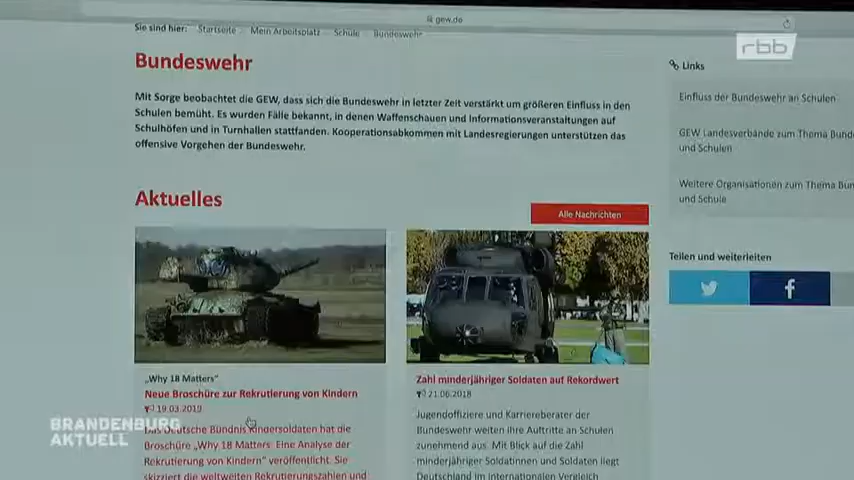 gew.de
rbb
Sie sind hier: Startseite Mein Arbeitsplatz Schule Bundeswehr
Bundeswehr
Mit Sorge beobachtet die GEW, dass sich die Bundeswehr in letzter Zeit verstärkt um größeren Einfluss in den
Schulen bemüht. Es wurden Fälle bekannt, in denen Waffenschauen und Informationsveranstaltungen auf
Schulhöfen und in Turnhallen stattfanden. Kooperationsabkommen mit Landesregierungen unterstützen das
offensive Vorgehen der Bundeswehr.
Links
Einfluss der Bundeswehr an Schulen
GEW Landesverbände zum Thema Bunde
und Schulen
Weitere Organisationen zum Thema Bun
und Schule
Teilen und weiterleiten
Aktuelles
Alle Nachrichten
„Why 18 Matters"
Neue Broschüre zur Rekrutierung von Kindern
19.03.2019
Das Deutsche Bündnis Kindersoldaten hat die
Broschüre „Why 18 Matters: Eine Analyse der
Rekrutierung von Kindern" veröffentlicht. Sie
skizziert die weltweiten Rekrutierungszahlen und
Zahl minderjähriger Soldaten auf Rekordwert
21.06.2018
Jugendoffiziere und Karriereberater der
Bundeswehr weiten ihre Auftritte an Schulen
zunehmend aus. Mit Blick auf die Zahl
minderjähriger Soldatinnen und Soldaten liegt
Deutschland im internationalen Vergleich
BRANDENBURG
AKTUELL